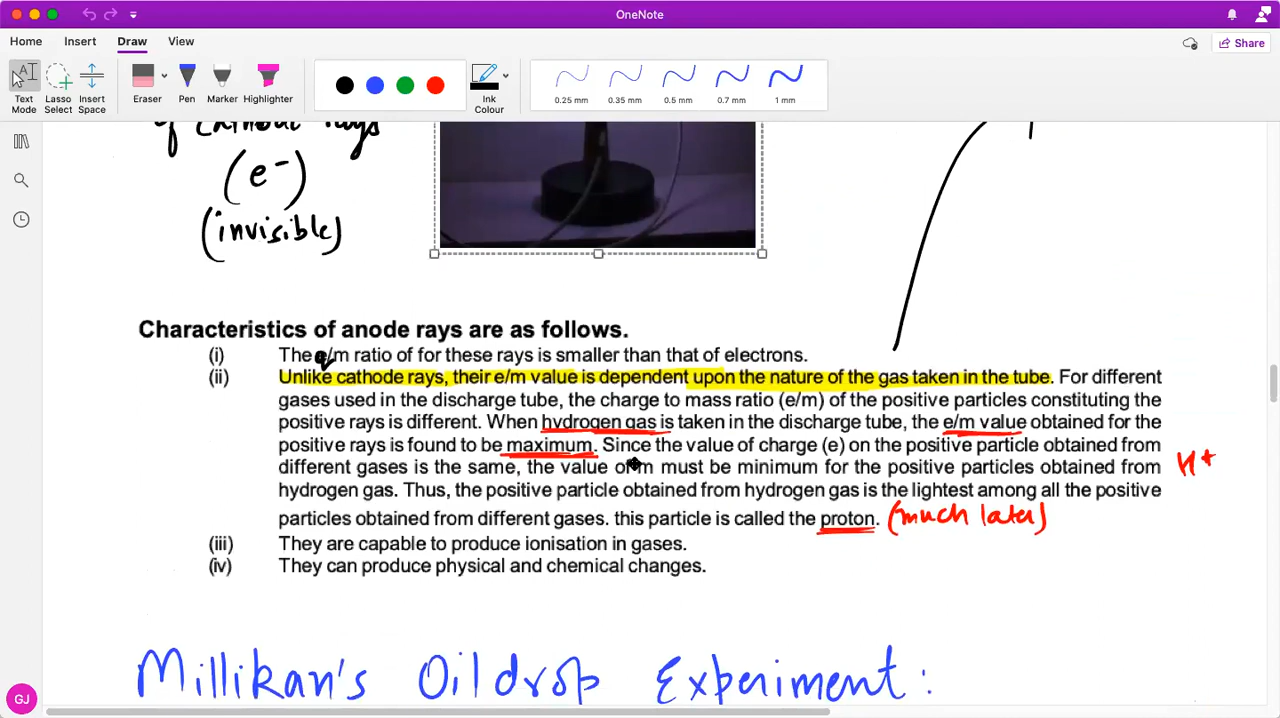 OneNote
Home Insert Draw View
Share
Text Mode
Lasso Select
Insert Space
Eraser
Pen
Marker
Highlighter
Ink Colour
0.25 mm 0.35 mm 0.5 mm 0.7 mm 1 mm
of cathode rays
(e⁻)
(invisible)
Characteristics of anode rays are as follows.
(i) The q/m ratio of for these rays is smaller than that of electrons.
(ii) Unlike cathode rays, their e/m value is dependent upon the nature of the gas taken in the tube. For different
gases used in the discharge tube, the charge to mass ratio (e/m) of the positive particles constituting the
positive rays is different. When hydrogen gas is taken in the discharge tube, the e/m value obtained for the
positive rays is found to be maximum. Since the value of charge (e) on the positive particle obtained from
different gases is the same, the value of m must be minimum for the positive particles obtained from
H+
hydrogen gas. Thus, the positive particle obtained from hydrogen gas is the lightest among all the positive
particles obtained from different gases. this particle is called the proton. (much later)
(iii) They are capable to produce ionisation in gases.
(iv) They can produce physical and chemical changes.
Millikan's Oil drop Experiment:
GJ